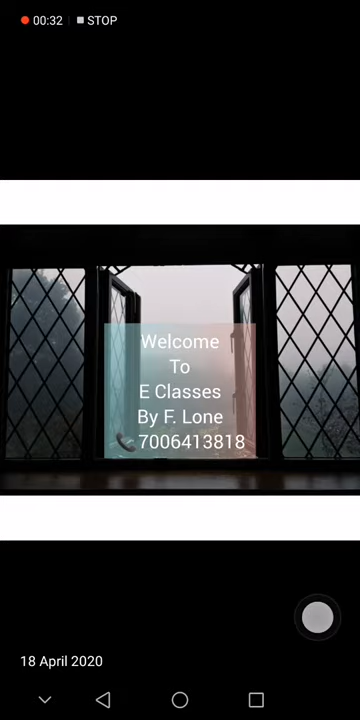 00:32 STOP
Welcome
To
E Classes
By F. Lone
7006413818
18 April 2020